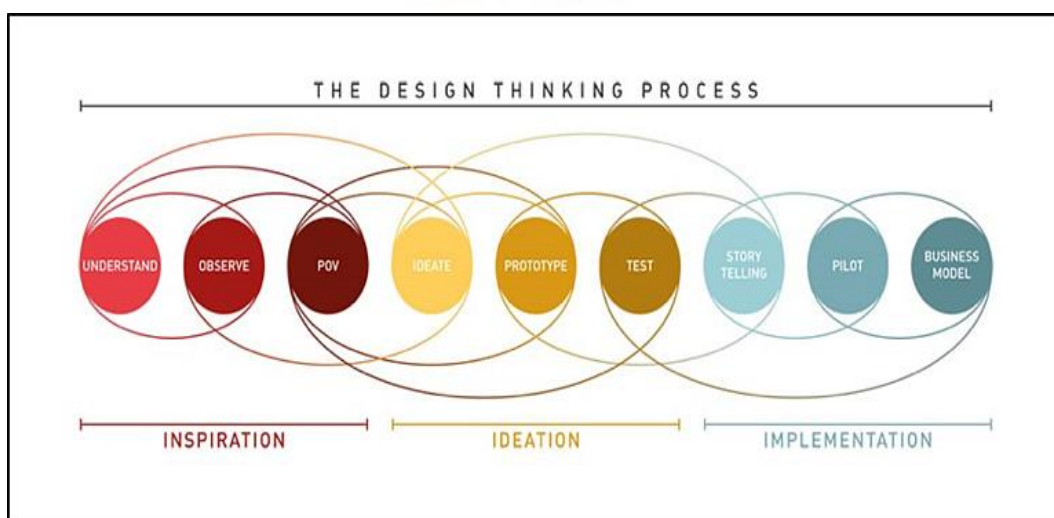 THE DESIGN THINKING PROCESS
UNDERSTAND
OBSERVE
POV
IDEATE
PROTOTYPE
TEST
STORY
TELLING
PILOT
BUSINESS
MODEL
INSPIRATION
IDEATION
IMPLEMENTATION